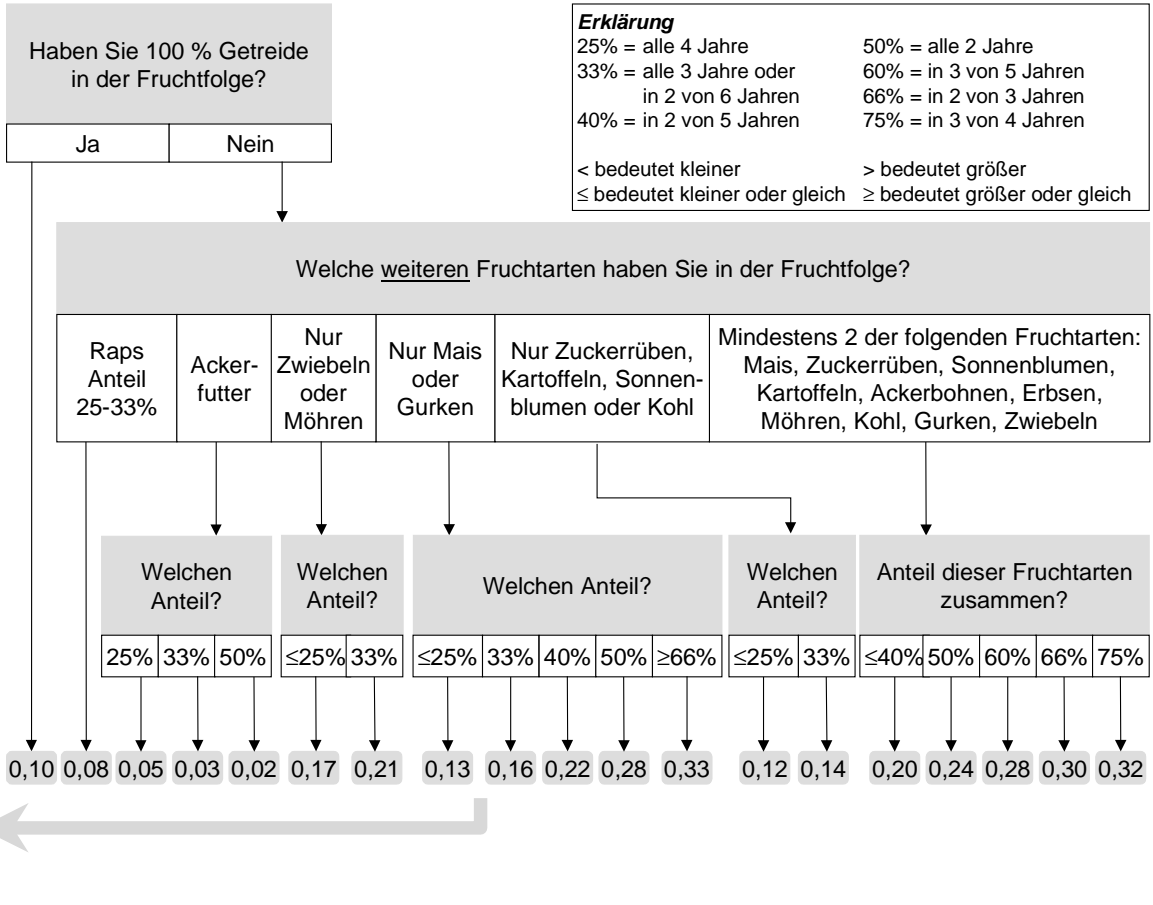 Haben Sie 100 % Getreide
in der Fruchtfolge?
Ja Nein
Erklärung
25% = alle 4 Jahre 50% = alle 2 Jahre
33% = alle 3 Jahre oder 60% = in 3 von 5 Jahren
in 2 von 6 Jahren 66% = in 2 von 3 Jahren
40% = in 2 von 5 Jahren 75% = in 3 von 4 Jahren
< bedeutet kleiner > bedeutet größer
≤ bedeutet kleiner oder gleich ≥ bedeutet größer oder gleich
Welche weiteren Fruchtarten haben Sie in der Fruchtfolge?
Raps
Anteil
25-33%
Acker-
futter
Nur
Zwiebeln
oder
Möhren
Nur Mais
oder
Gurken
Nur Zuckerrüben,
Kartoffeln, Sonnen-
blumen oder Kohl
Mindestens 2 der folgenden Fruchtarten:
Mais, Zuckerrüben, Sonnenblumen,
Kartoffeln, Ackerbohnen, Erbsen,
Möhren, Kohl, Gurken, Zwiebeln
Welchen
Anteil?
Welchen
Anteil?
Welchen Anteil?
Welchen
Anteil?
Anteil dieser Fruchtarten
zusammen?
25% 33% 50% ≤25% 33% ≤25% 33% 40% 50% ≥66% ≤25% 33% ≤40% 50% 60% 66% 75%
0,10 0,08 0,05 0,03 0,02 0,17 0,21 0,13 0,16 0,22 0,28 0,33 0,12 0,14 0,20 0,24 0,28 0,30 0,32